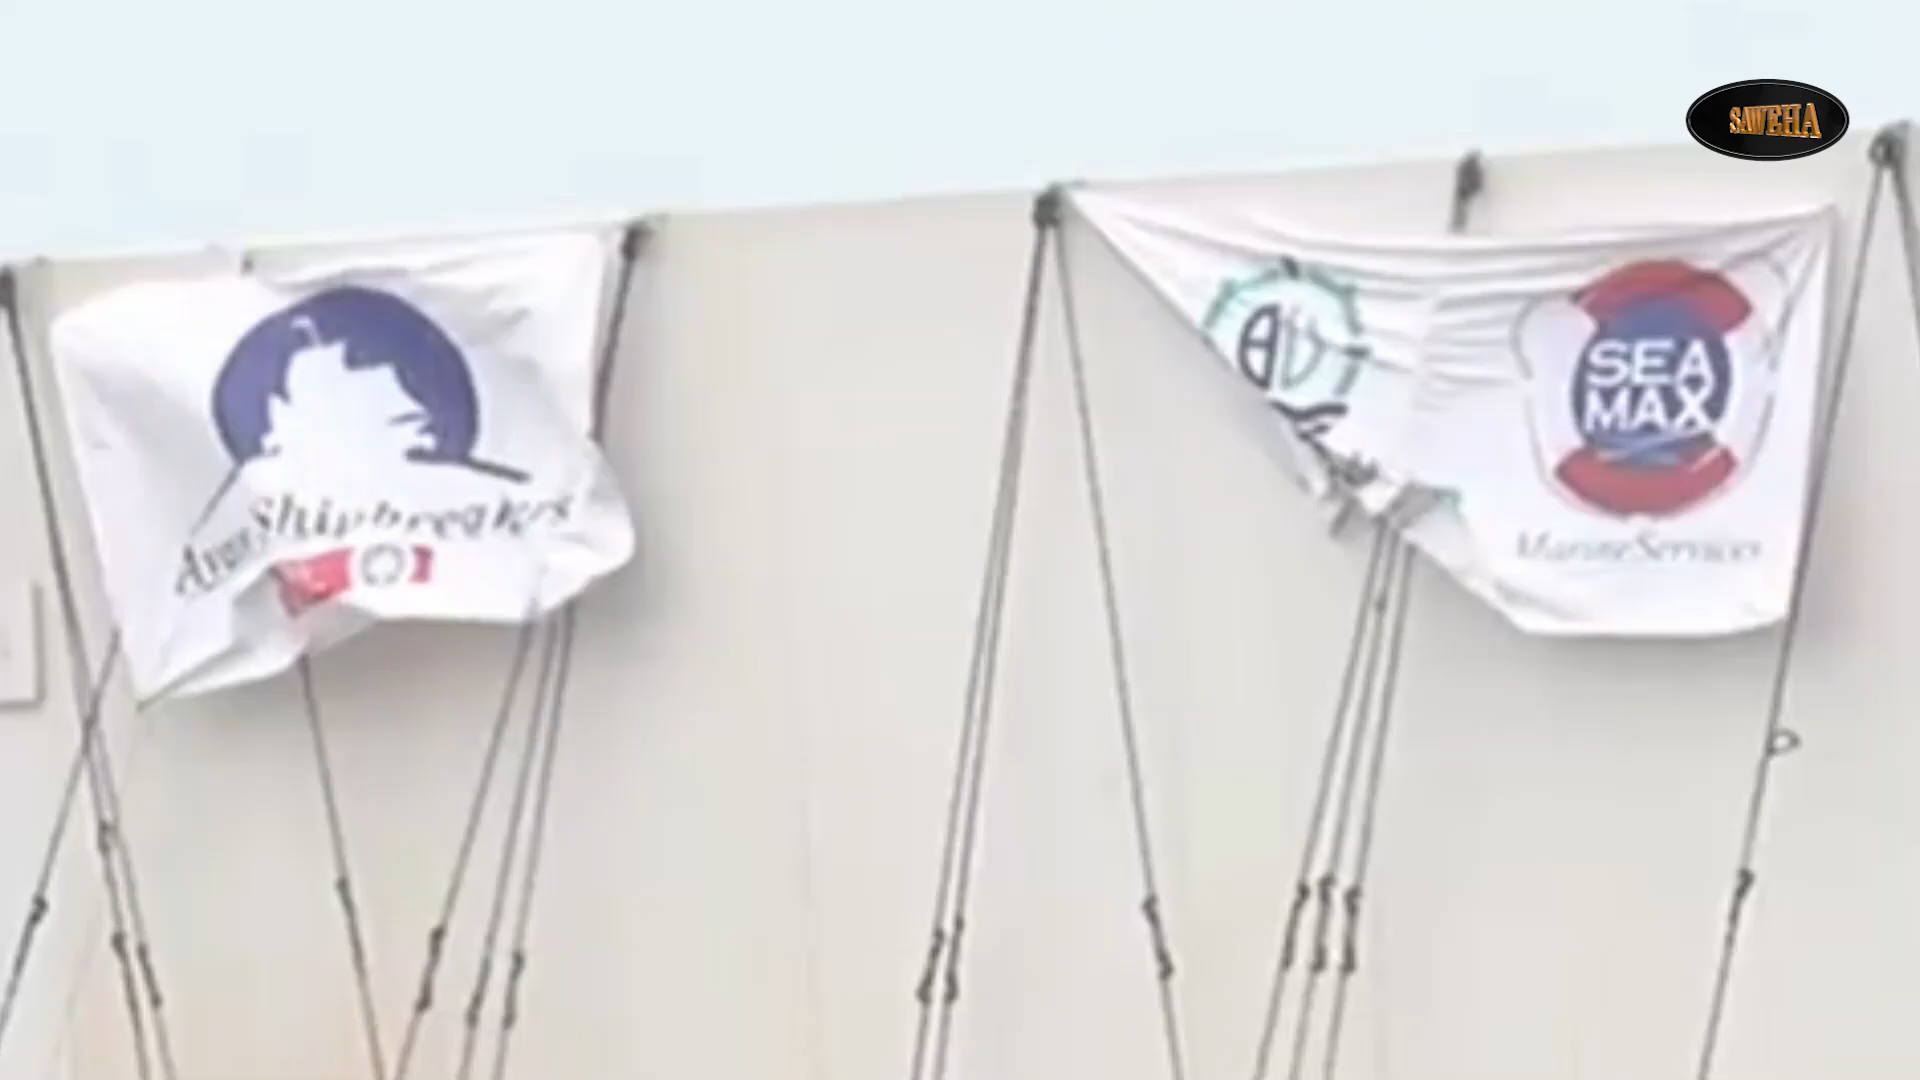 SAWEHA
Shipbreakers
SEA
MAX
Marine Services